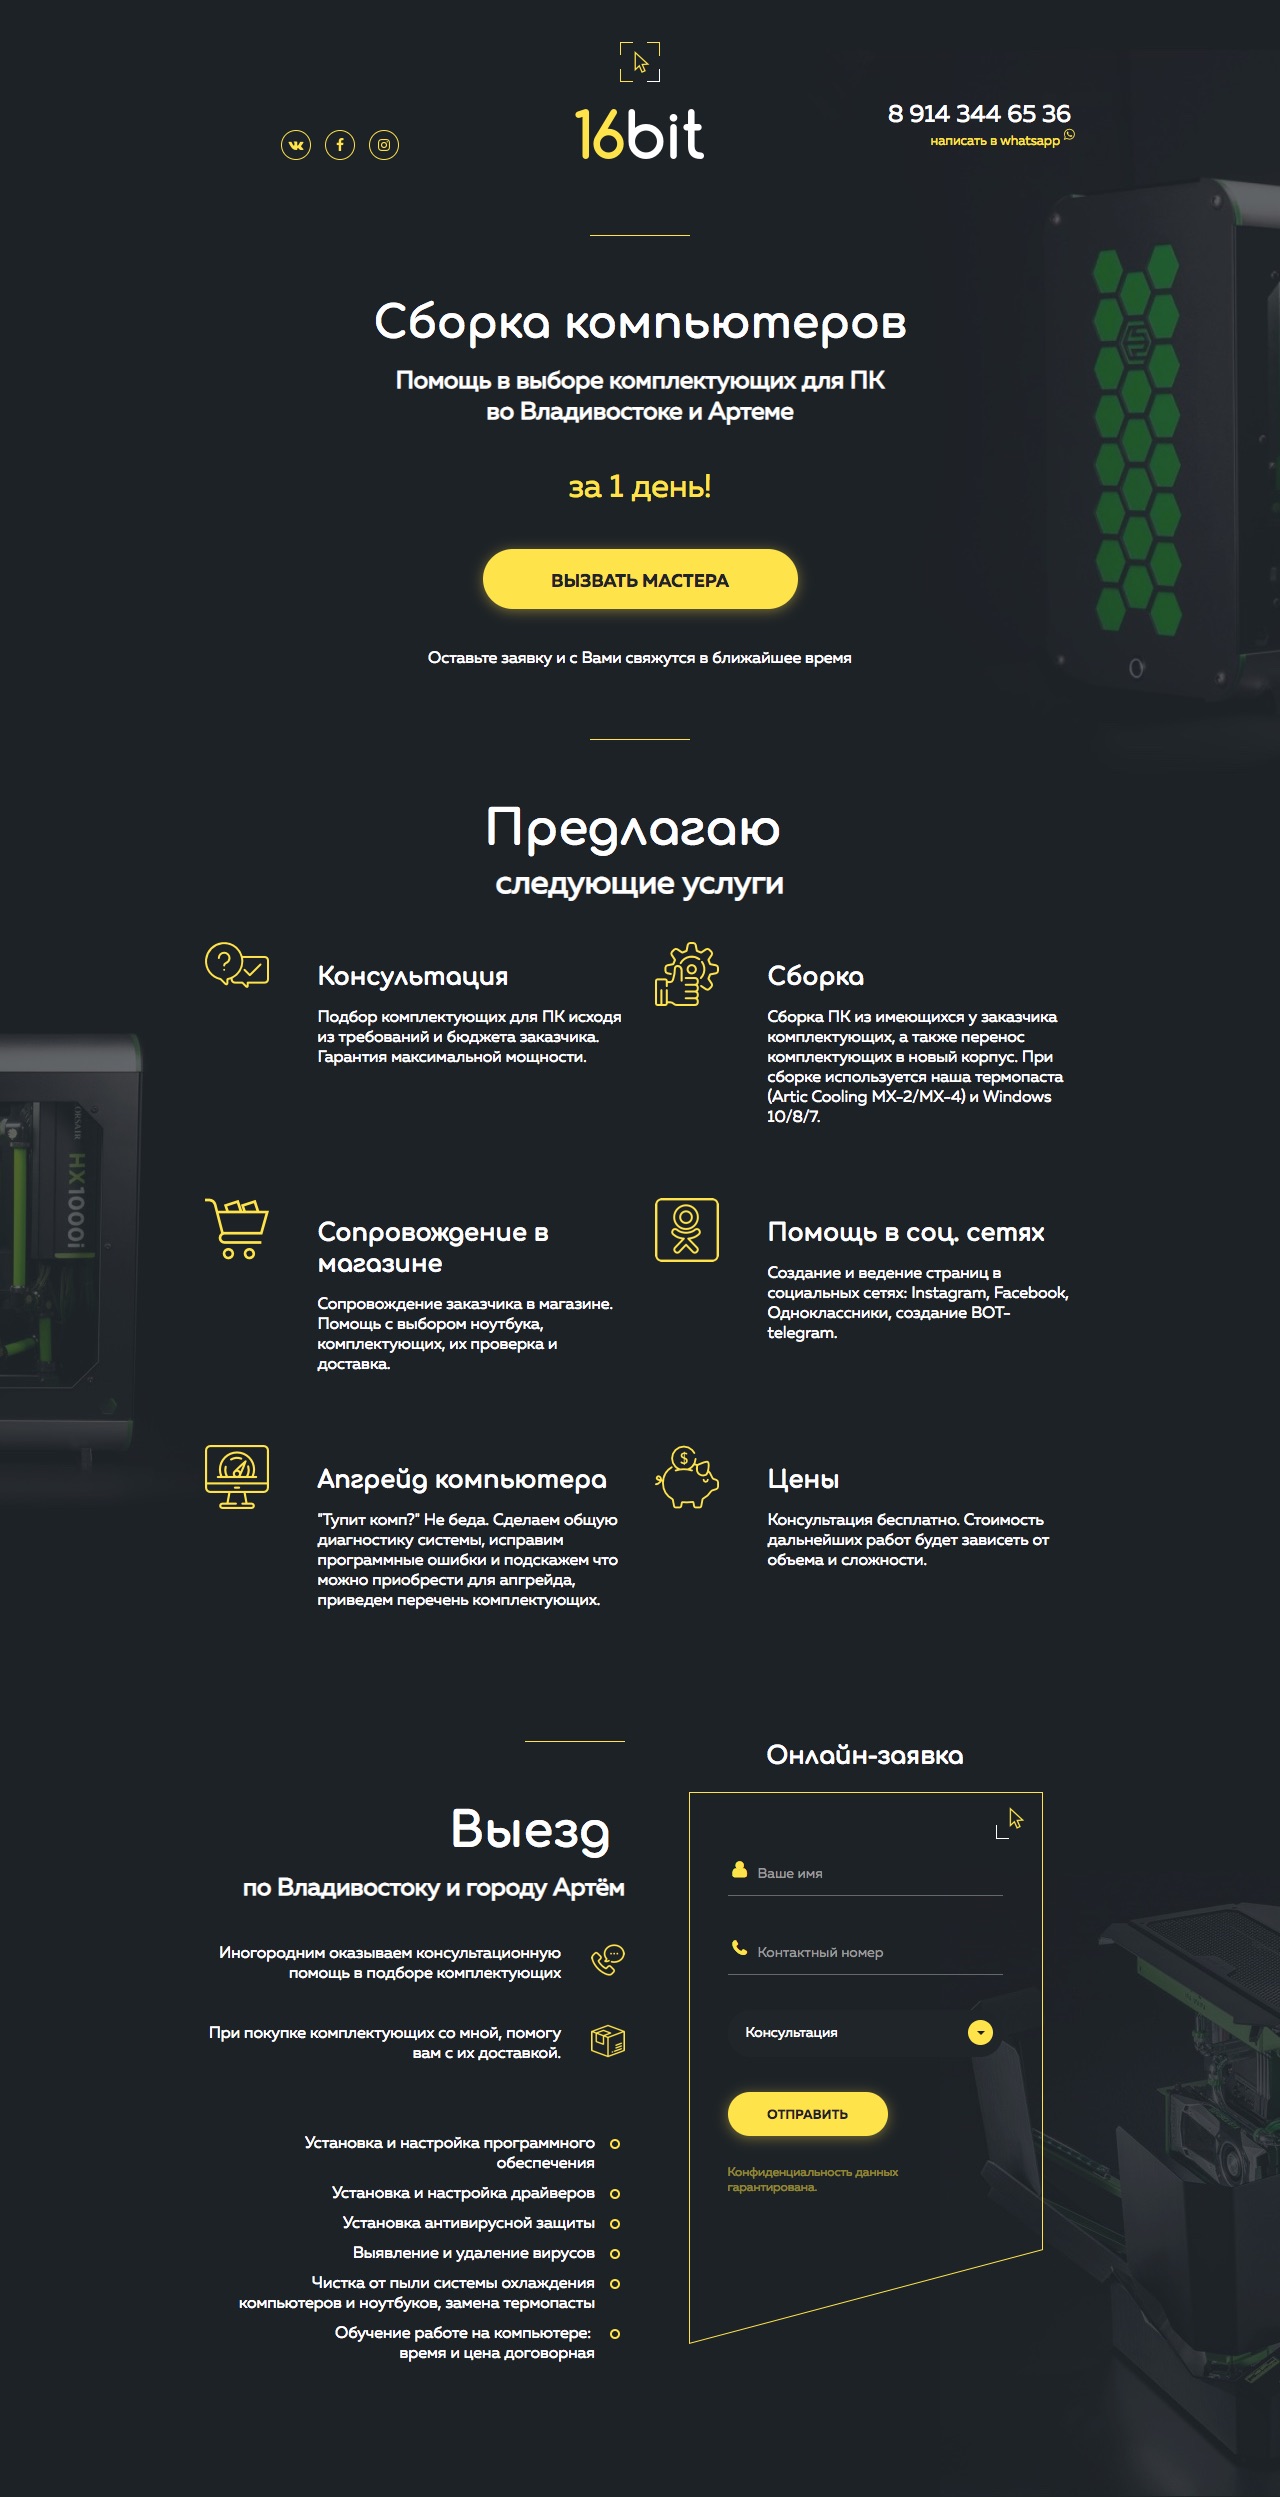 16bit
8 914 344 65 36
написать в whatsapp
Сборка компьютеров
Помощь в выборе комплектующих для ПК
во Владивостоке и Артеме
за 1 день!
ВЫЗВАТЬ МАСТЕРА
Оставьте заявку и с Вами свяжутся в ближайшее время
Предлагаю
следующие услуги
Консультация
Подбор комплектующих для ПК исходя
из требований и бюджета заказчика.
Гарантия максимальной мощности.
Сборка
Сборка ПК из имеющихся у заказчика
комплектующих, а также перенос
комплектующих в новый корпус. При
сборке используется наша термопаста
(Artic Cooling MX-2/MX-4) и Windows
10/8/7.
HX1000i
Сопровождение в
магазине
Сопровождение заказчика в магазине.
Помощь с выбором ноутбука,
комплектующих, их проверка и
доставка.
Помощь в соц. сетях
Создание и ведение страниц в
социальных сетях: Instagram, Facebook,
Одноклассники, создание BOT-
telegram.
Апгрейд компьютера
"Тупит комп?" Не беда. Сделаем общую
диагностику системы, исправим
программные ошибки и подскажем что
можно приобрести для апгрейда,
приведем перечень комплектующих.
Цены
Консультация бесплатно. Стоимость
дальнейших работ будет зависеть от
объема и сложности.
Выезд
по Владивостоку и городу Артём
Иногородним оказываем консультационную
помощь в подборе комплектующих
При покупке комплектующих со мной, помогу
вам с их доставкой.
Установка и настройка программного
обеспечения
Установка и настройка драйверов
Установка антивирусной защиты
Выявление и удаление вирусов
Чистка от пыли системы охлаждения
компьютеров и ноутбуков, замена термопасты
Обучение работе на компьютере:
время и цена договорная
Онлайн-заявка
Ваше имя
Контактный номер
Консультация
ОТПРАВИТЬ
Конфиденциальность данных
гарантирована.